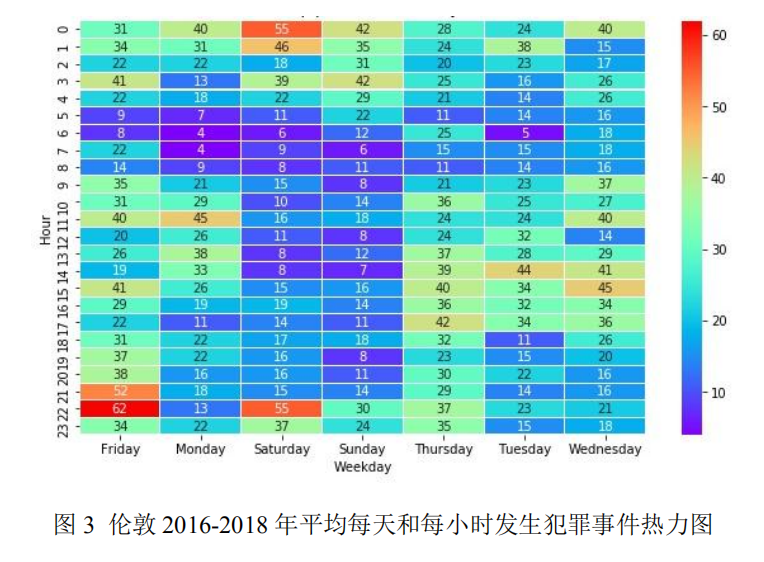 0 31 40 55 42 28 24 40 60
1 34 31 46 35 24 38 15
2 22 22 18 31 20 23 17
3 41 13 39 42 25 16 26
4 22 18 22 29 21 14 26 50
5 9 7 11 22 11 14 16
6 8 4 6 12 25 5 18
7 22 4 9 6 15 15 18
8 14 9 8 11 11 14 16 40
9 35 21 15 8 21 23 37
10 31 29 10 14 36 25 27
11 40 45 16 18 24 24 40
Hour
12 20 26 11 8 24 32 14 30
13 26 38 8 12 37 28 29
14 19 33 8 7 39 44 41
15 41 26 15 16 40 34 45
16 29 19 19 14 36 32 34
17 22 11 14 11 42 34 36 20
18 31 22 17 18 32 11 26
19 37 22 16 8 23 15 20
20 38 16 16 11 30 22 16
21 52 18 15 14 29 14 16 10
22 62 13 55 30 37 23 21
23 34 22 37 24 35 15 18
Friday Monday Saturday Sunday Thursday Tuesday Wednesday
Weekday
图 3 伦敦 2016-2018 年平均每天和每小时发生犯罪事件热力图